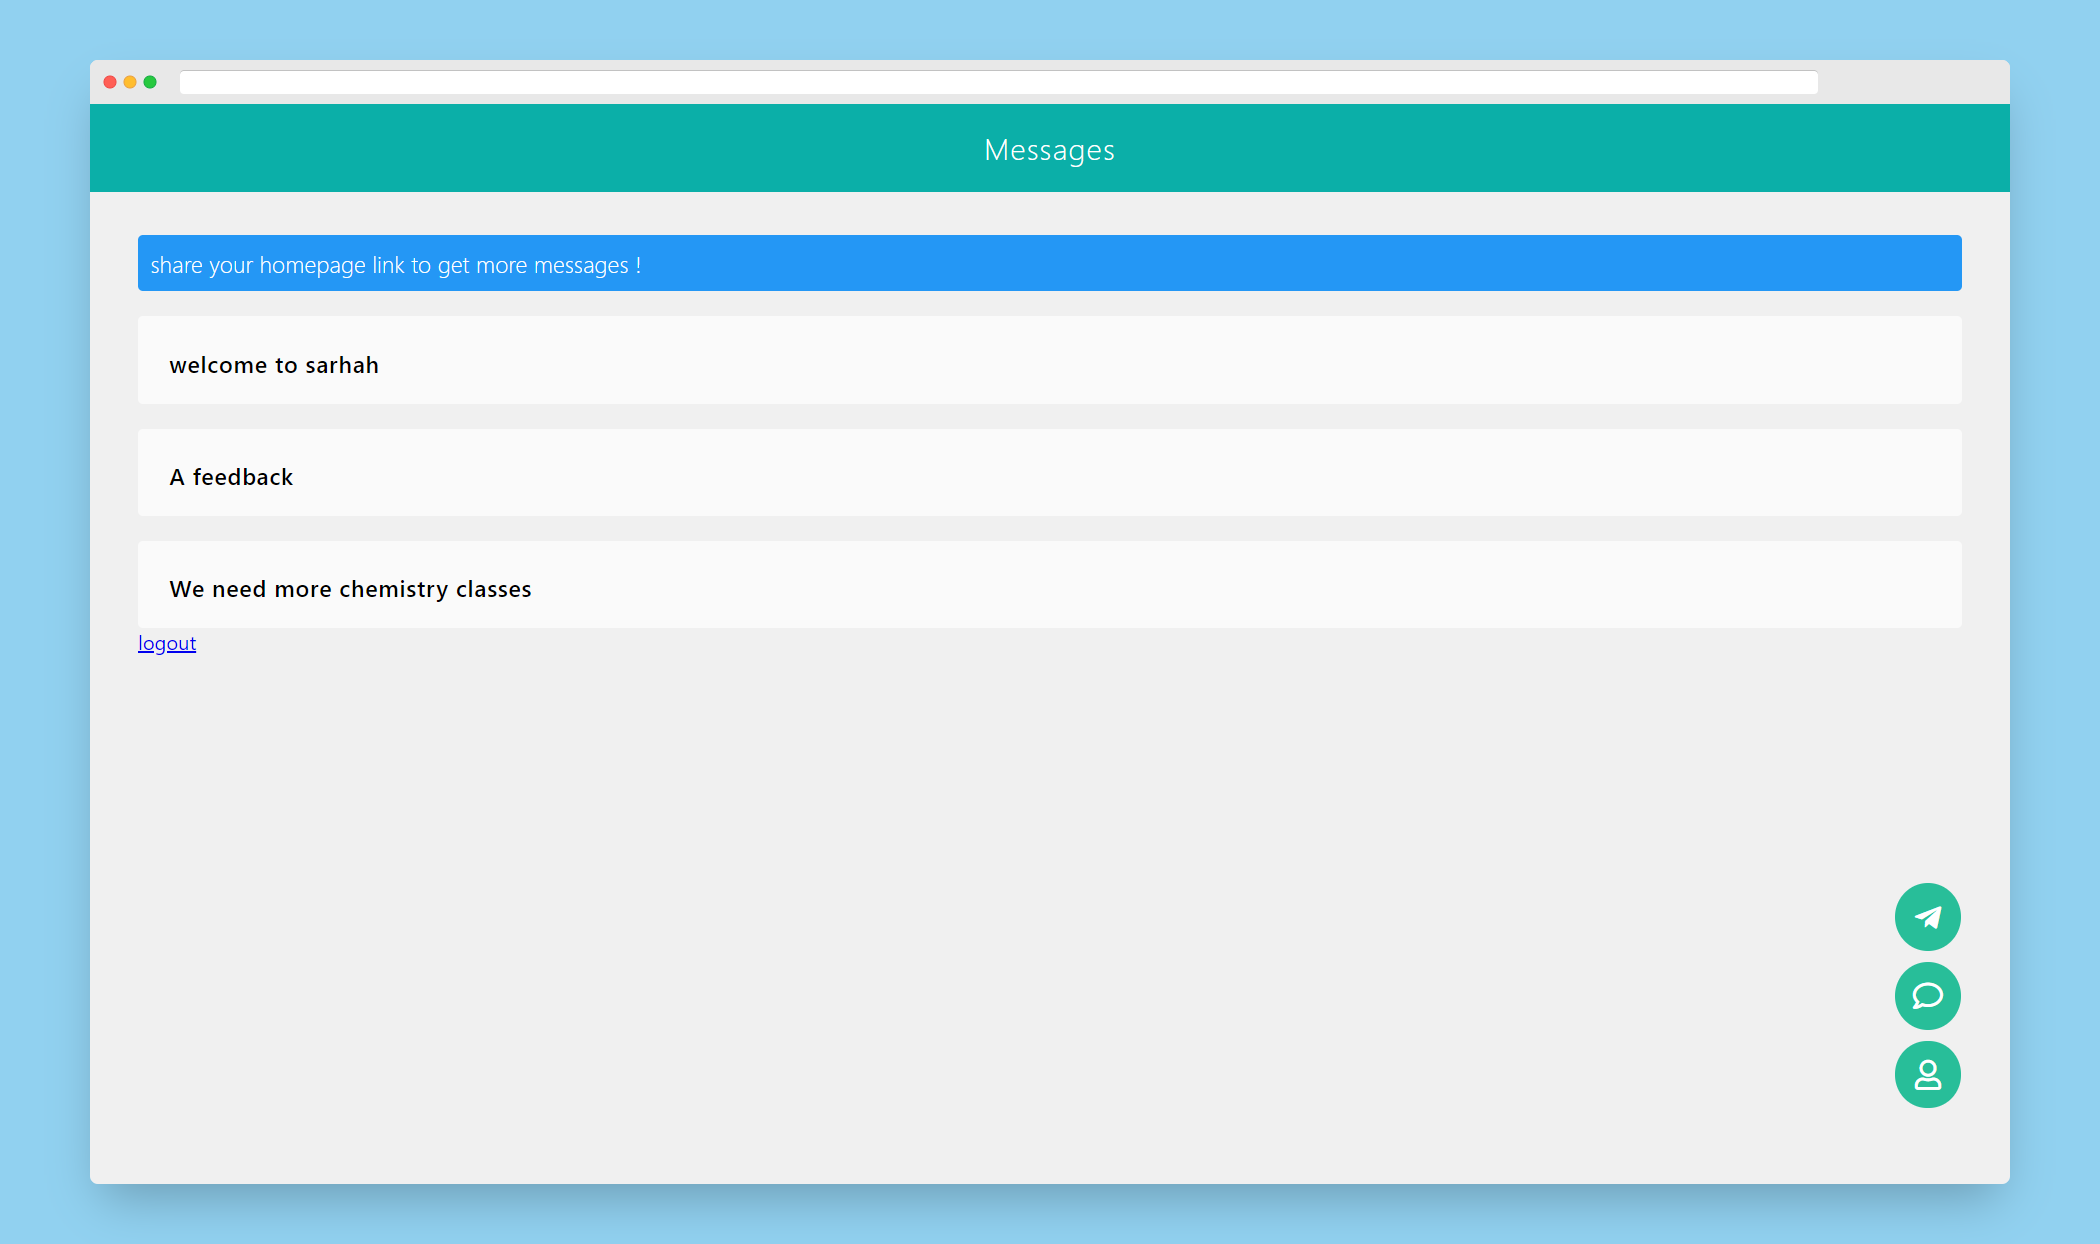 Messages
share your homepage link to get more messages !
welcome to sarhah
A feedback
We need more chemistry classes
logout